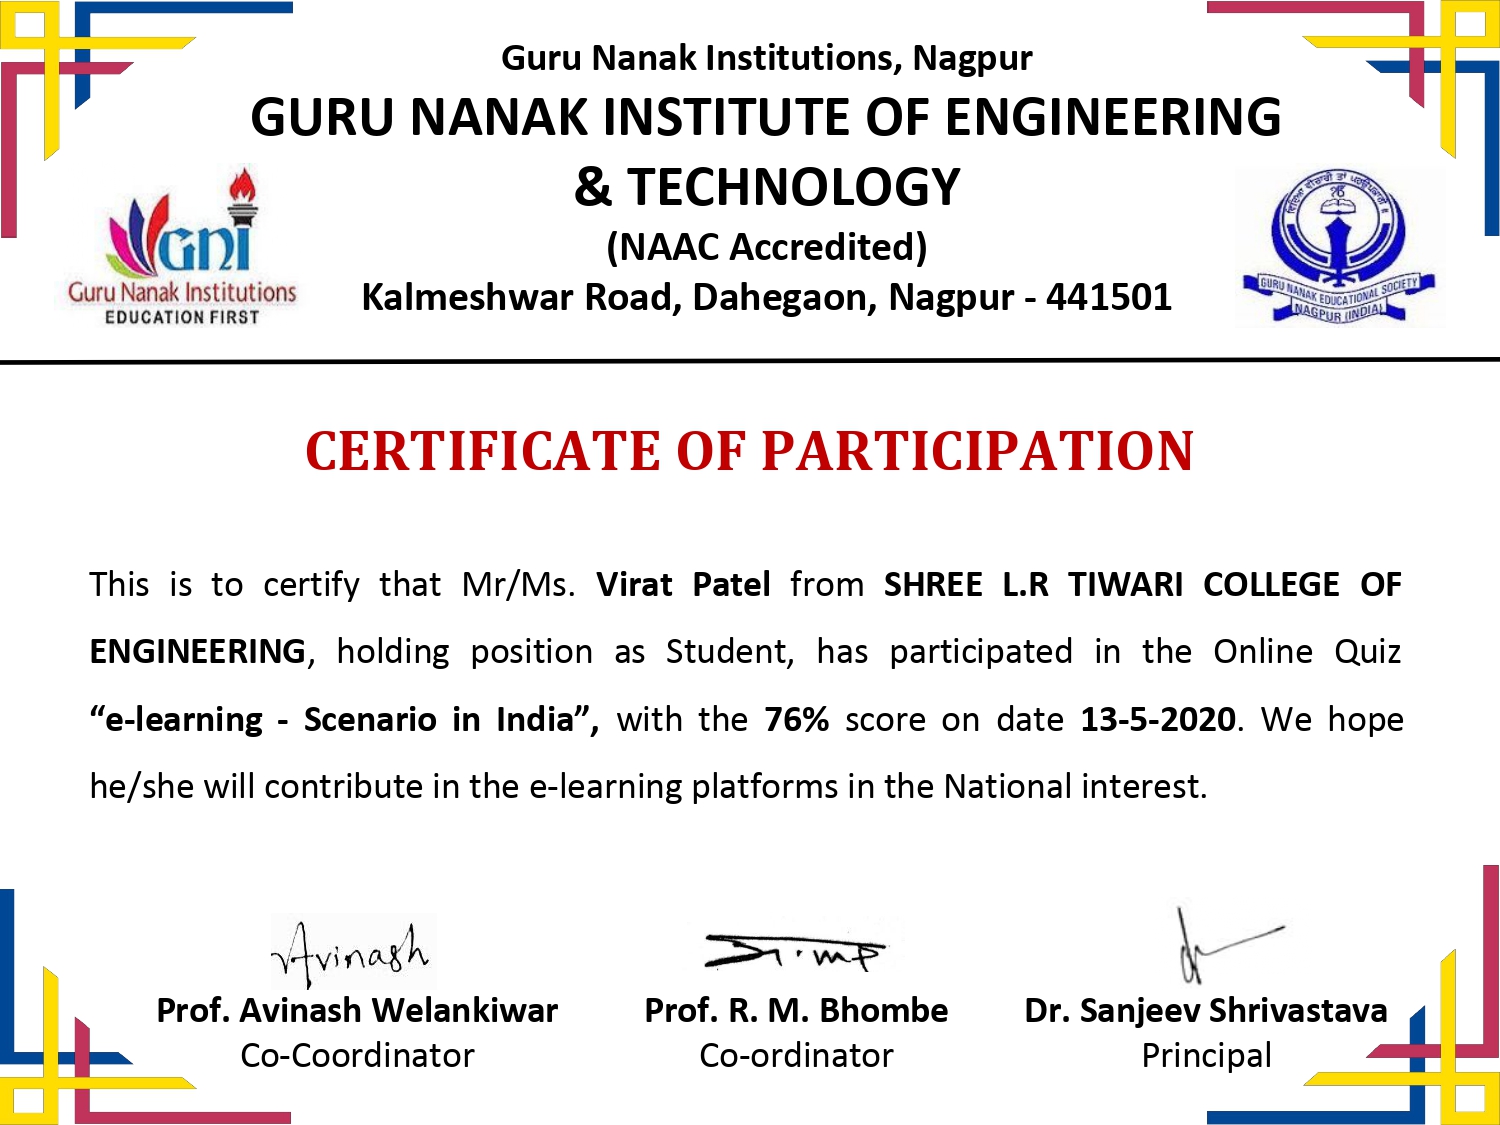 Guru Nanak Institutions, Nagpur
GURU NANAK INSTITUTE OF ENGINEERING
& TECHNOLOGY
(NAAC Accredited)
Kalmeshwar Road, Dahegaon, Nagpur - 441501
GNI
Guru Nanak Institutions
EDUCATION FIRST
ਵਿਦਿਆ ਵੀਚਾਰੀ ਤਾਂ ਪਰਉਪਕਾਰੀ ॥
ੴ
GURU NANAK EDUCATIONAL SOCIETY
NAGPUR (INDIA)
CERTIFICATE OF PARTICIPATION
This is to certify that Mr/Ms. Virat Patel from SHREE L.R TIWARI COLLEGE OF
ENGINEERING, holding position as Student, has participated in the Online Quiz
“e-learning - Scenario in India”, with the 76% score on date 13-5-2020. We hope
he/she will contribute in the e-learning platforms in the National interest.
Avinash
Prof. Avinash Welankiwar
Co-Coordinator
Prof. R. M. Bhombe
Co-ordinator
Dr. Sanjeev Shrivastava
Principal